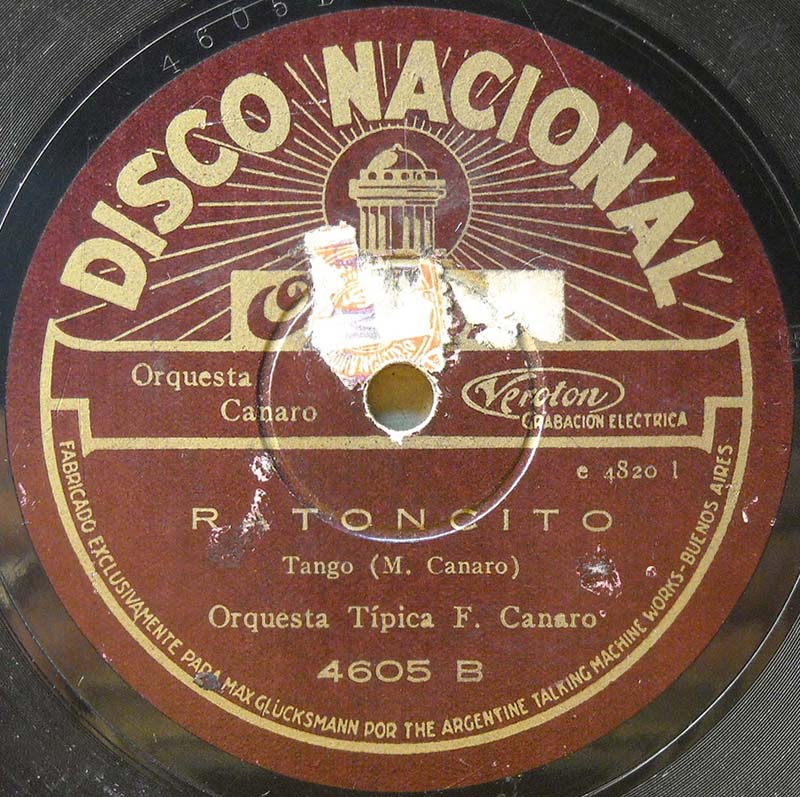 4605 B
DISCO NACIONAL
Orquesta
Canaro
Veroton
GRABACION ELECTRICA
e 4820 1
RATONCITO
Tango (M. Canaro)
Orquesta Típica F. Canaro
4605 B
FABRICADO EXCLUSIVAMENTE PARA MAX GLÜCKSMANN POR THE ARGENTINE TALKING MACHINE WORKS - BUENOS AIRES